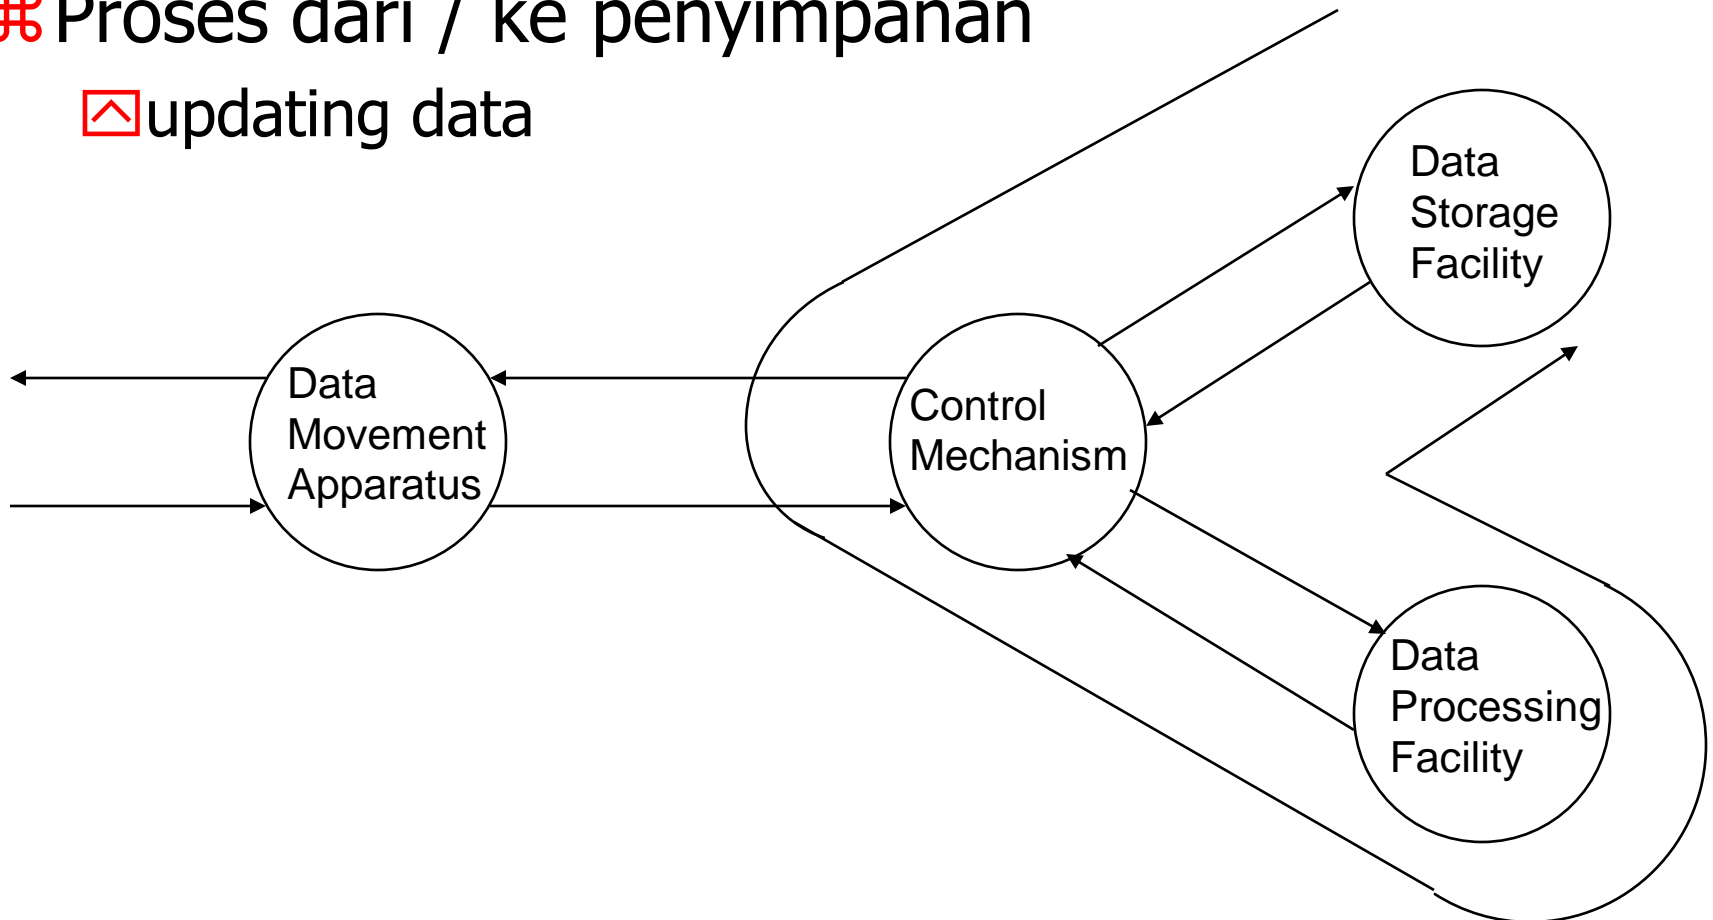 ⌘Proses dari / ke penyimpanan
updating data
Data
Storage
Facility
Data
Movement
Apparatus
Control
Mechanism
Data
Processing
Facility